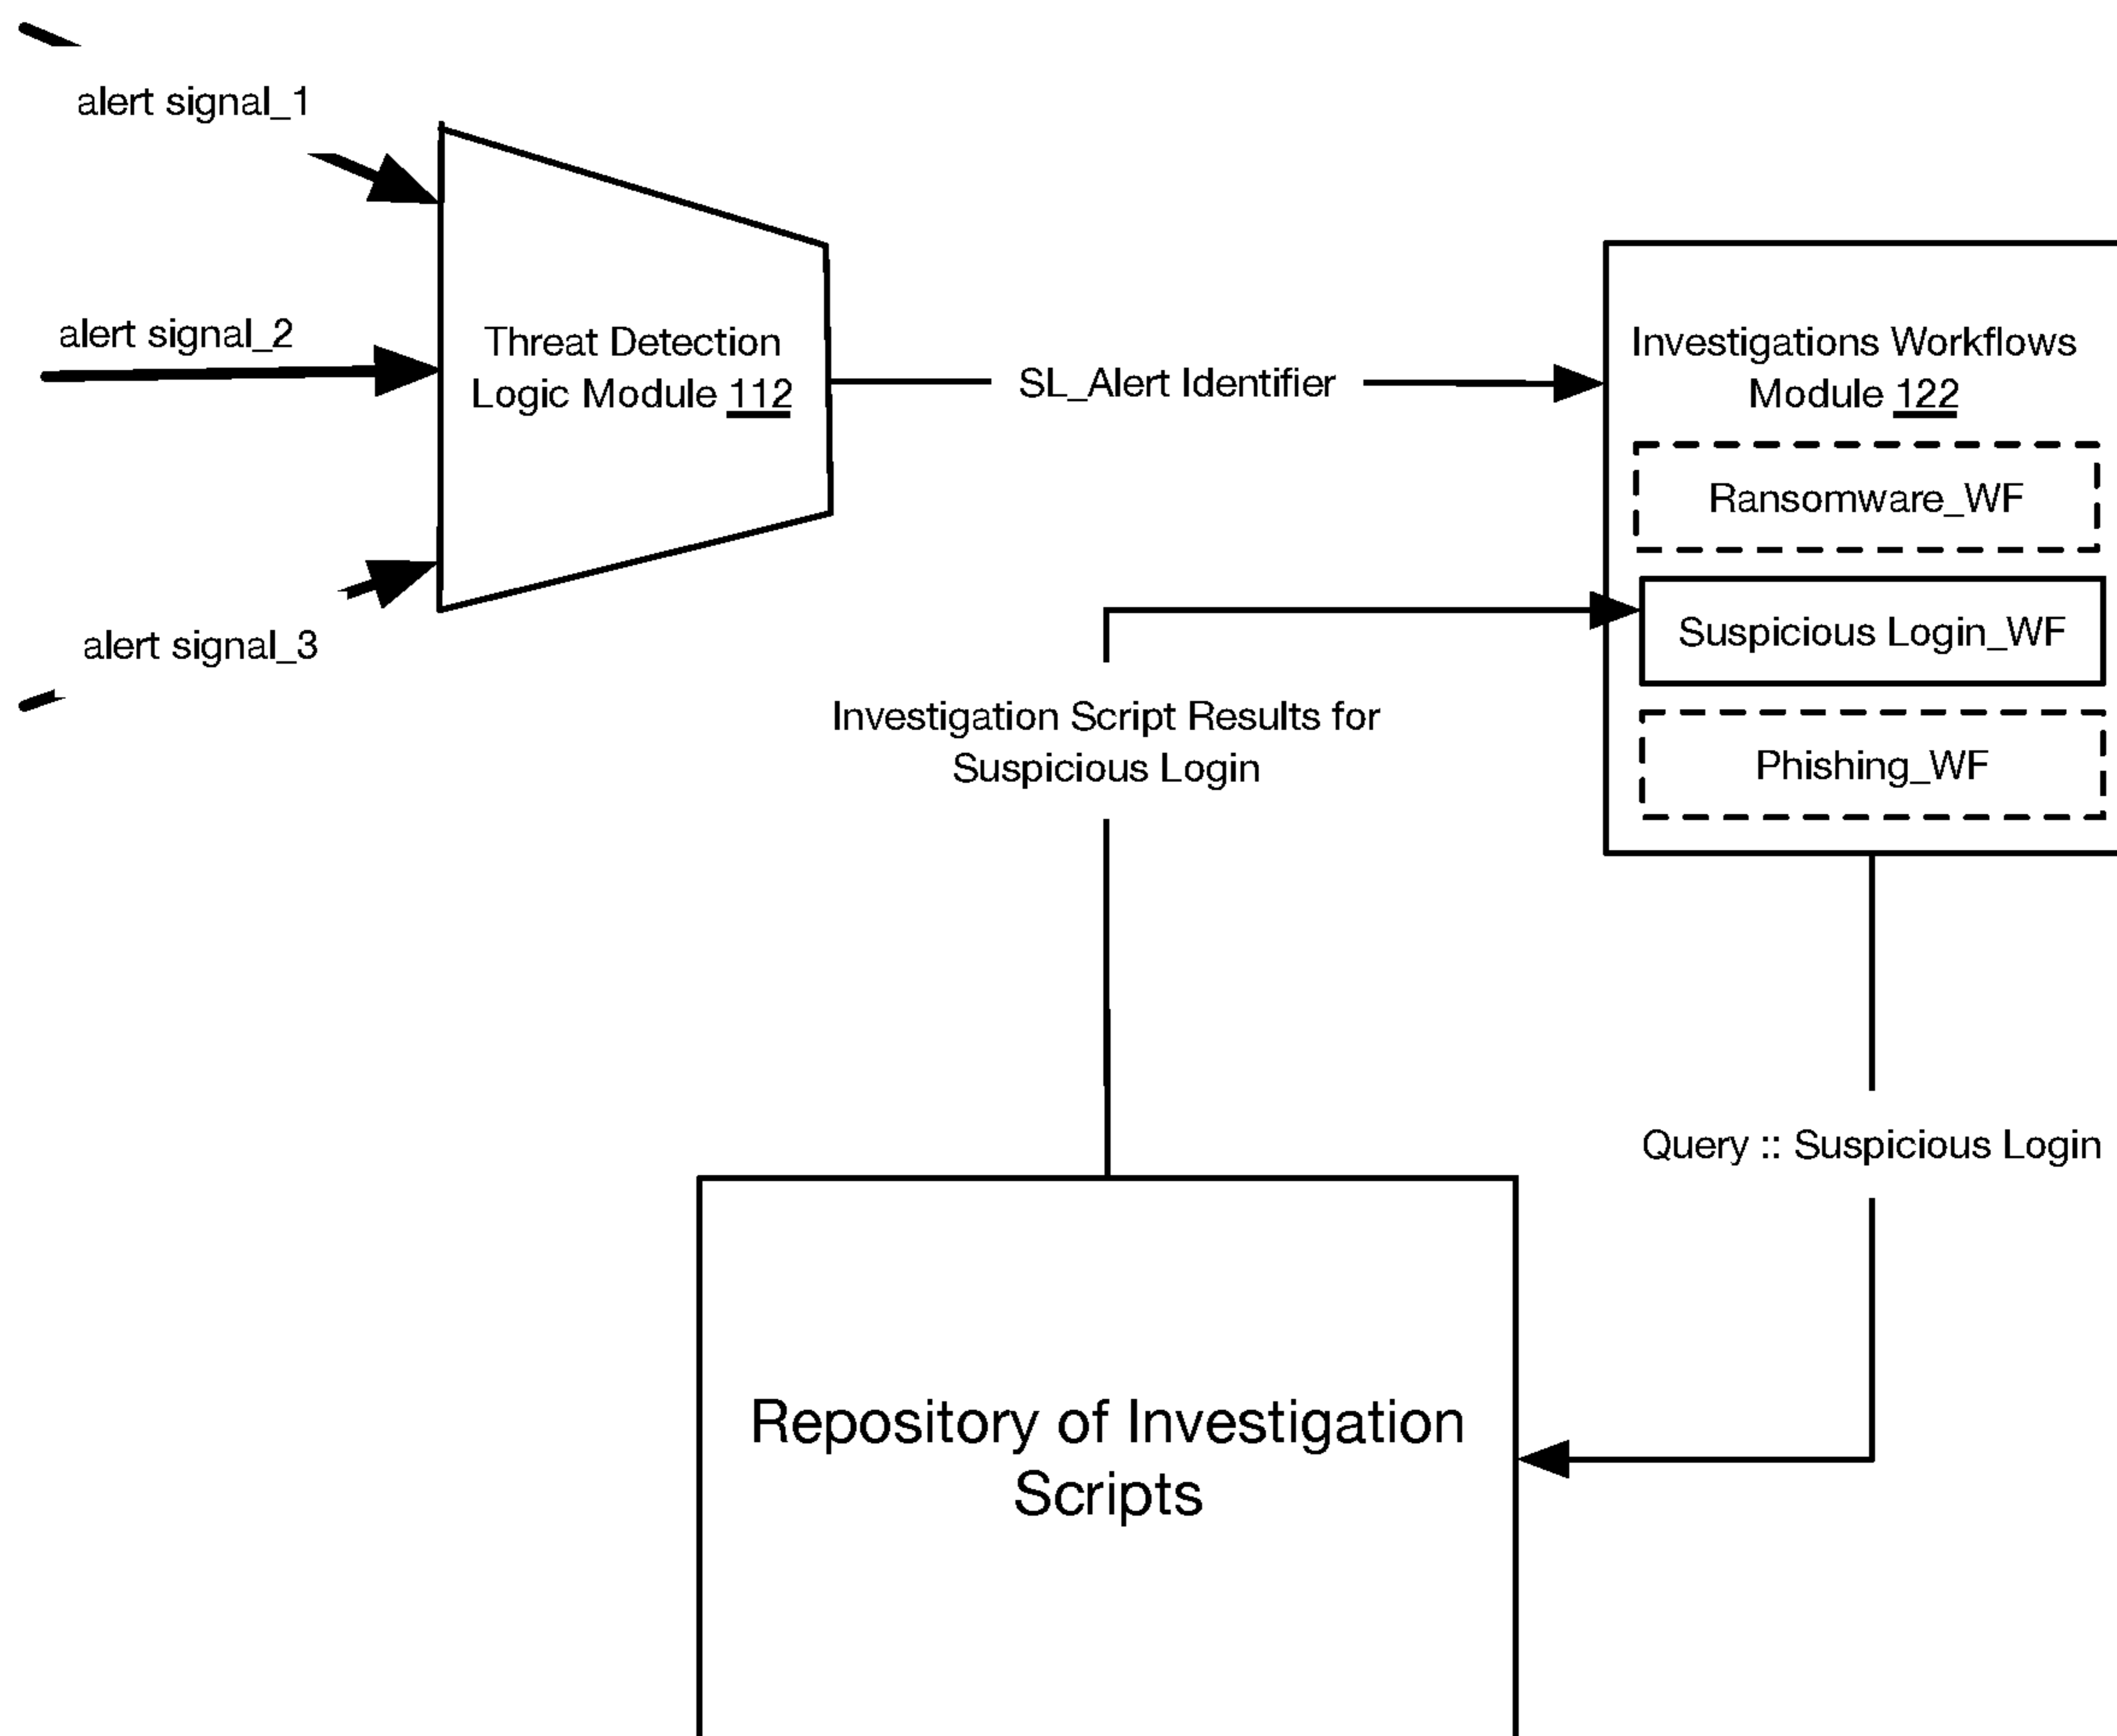 alert signal_1
alert signal_2
Threat Detection
Logic Module 112
alert signal_3
SL_Alert Identifier
Investigations Workflows
Module 122
Ransomware_WF
Suspicious Login_WF
Phishing_WF
Investigation Script Results for
Suspicious Login
Query :: Suspicious Login
Repository of Investigation
Scripts